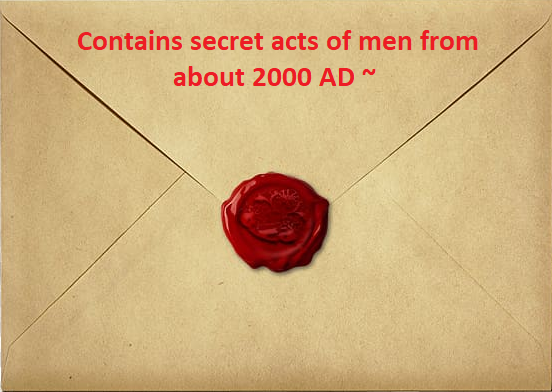 Contains secret acts of men from
about 2000 AD ~